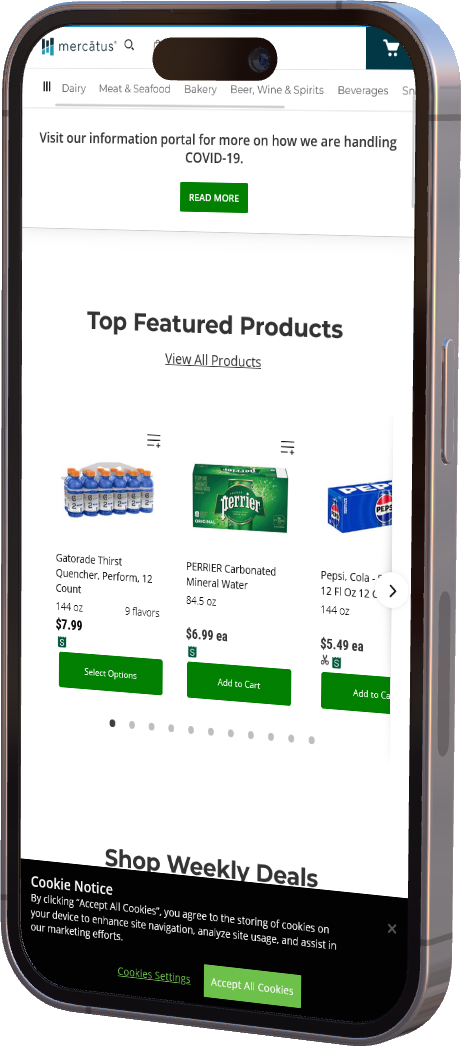 mercātus®
Dairy Meat & Seafood Bakery Beer, Wine & Spirits Beverages
Visit our information portal for more on how we are handling
COVID-19.
READ MORE
Top Featured Products
View All Products
perrier
ORIGINAL
PEPSI
Gatorade Thirst
Quencher, Perform, 12
Count
144 oz 9 flavors
$7.99
S
Select Options
PERRIER Carbonated
Mineral Water
84.5 oz
$6.99 ea
S
Add to Cart
Pepsi, Cola -
12 Fl Oz 12
144 oz
$5.49 ea
S
Add to Ca
Shop Weekly Deals
Cookie Notice
By clicking “Accept All Cookies”, you agree to the storing of cookies on
your device to enhance site navigation, analyze site usage, and assist in
our marketing efforts.
Cookies Settings
Accept All Cookies